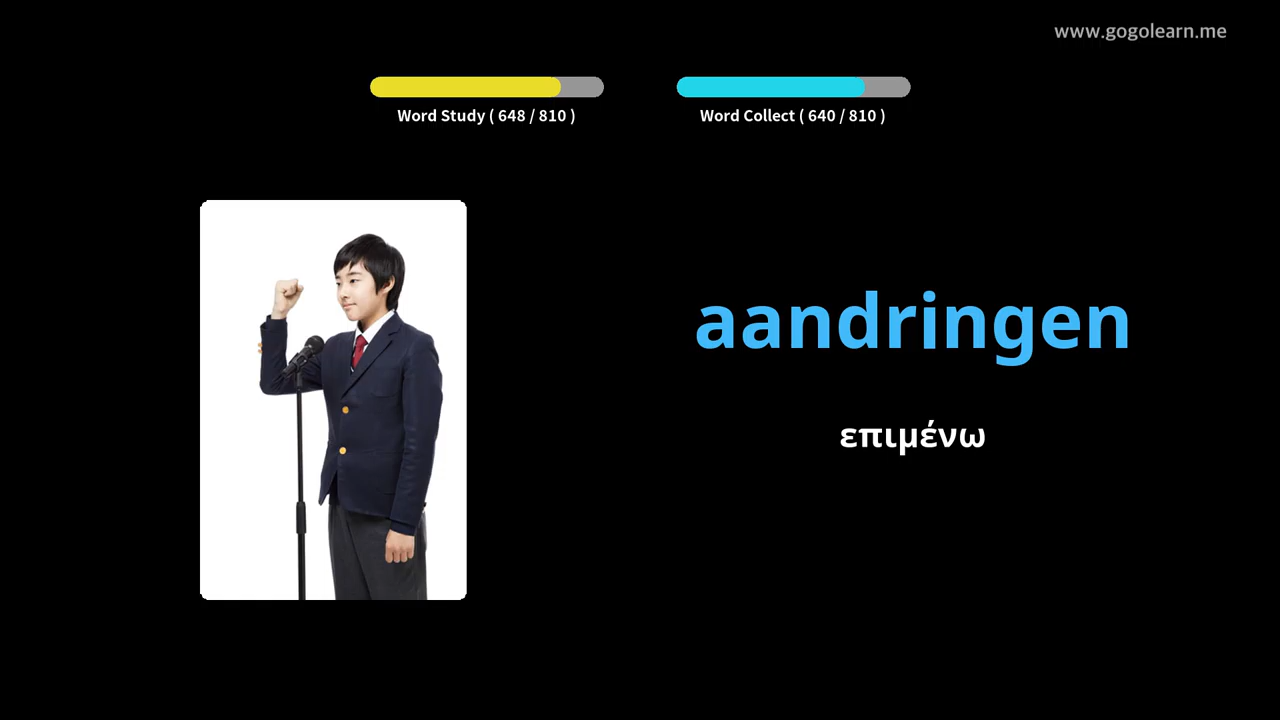 www.gogolearn.me
Word Study ( 648 / 810 )
Word Collect ( 640 / 810 )
aandringen
επιμένω